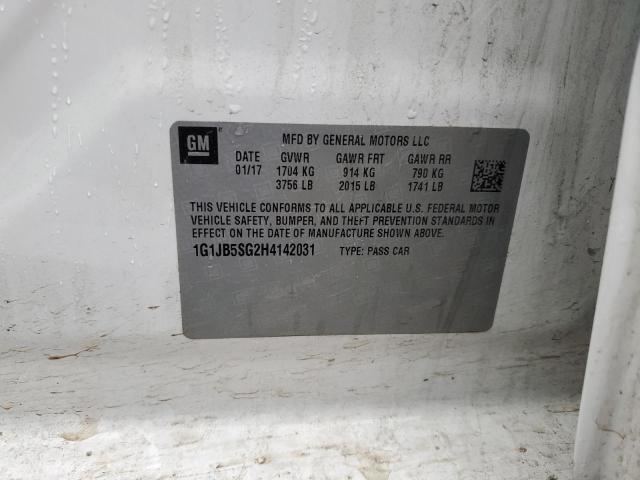 GM
MFD BY GENERAL MOTORS LLC
DATE GVWR GAWR FRT GAWR RR
01/17 1704 KG 914 KG 790 KG
3756 LB 2015 LB 1741 LB
THIS VEHICLE CONFORMS TO ALL APPLICABLE U.S. FEDERAL MOTOR
VEHICLE SAFETY, BUMPER, AND THEFT PREVENTION STANDARDS IN
EFFECT ON THE DATE OF MANUFACTURE SHOWN ABOVE.
1G1JB5SG2H4142031 TYPE: PASS CAR